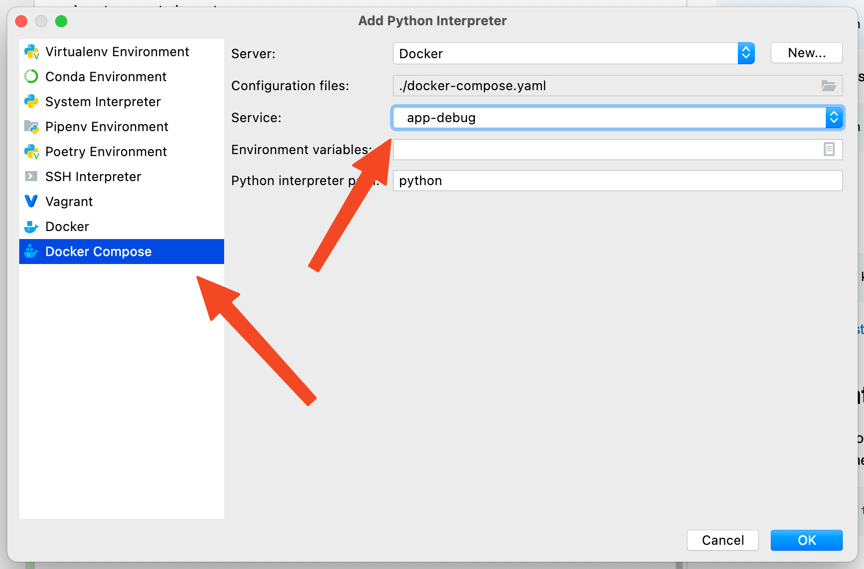 Add Python Interpreter
Virtualenv Environment
Conda Environment
System Interpreter
Pipenv Environment
Poetry Environment
SSH Interpreter
Vagrant
Docker
Docker Compose
Server:
Docker
New...
Configuration files:
./docker-compose.yaml
Service:
app-debug
Environment variables:
Python interpreter
python
Cancel
OK